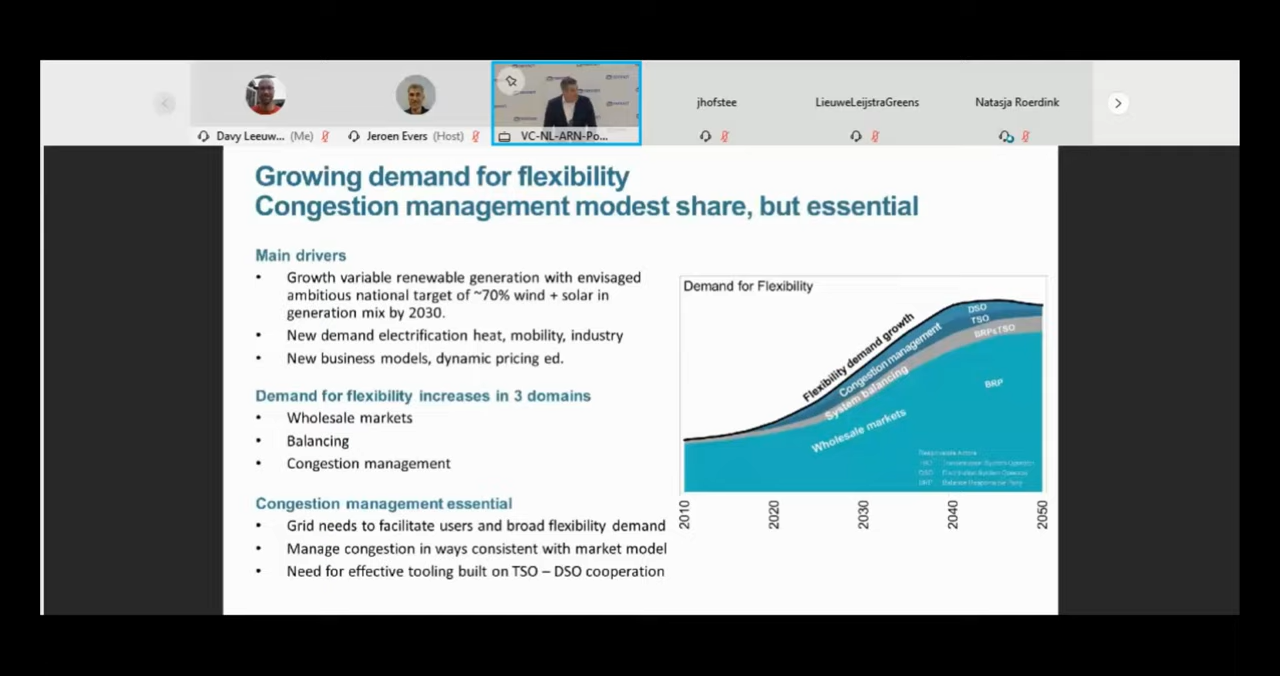 Davy Leeuw... (Me)
Jeroen Evers (Host)
VC-NL-ARN-Po...
jhofstee
LieuweLeijstraGreens
Natasja Roerdink
Growing demand for flexibility
Congestion management modest share, but essential
Main drivers
• Growth variable renewable generation with envisaged
ambitious national target of ~70% wind + solar in
generation mix by 2030.
• New demand electrification heat, mobility, industry
• New business models, dynamic pricing ed.
Demand for flexibility increases in 3 domains
• Wholesale markets
• Balancing
• Congestion management
Congestion management essential
• Grid needs to facilitate users and broad flexibility demand
• Manage congestion in ways consistent with market model
• Need for effective tooling built on TSO – DSO cooperation
Demand for Flexibility
Flexibility demand growth
Congestion management
System balancing
Wholesale markets
DSO
TSO
BRP
2010
2020
2030
2040
2050